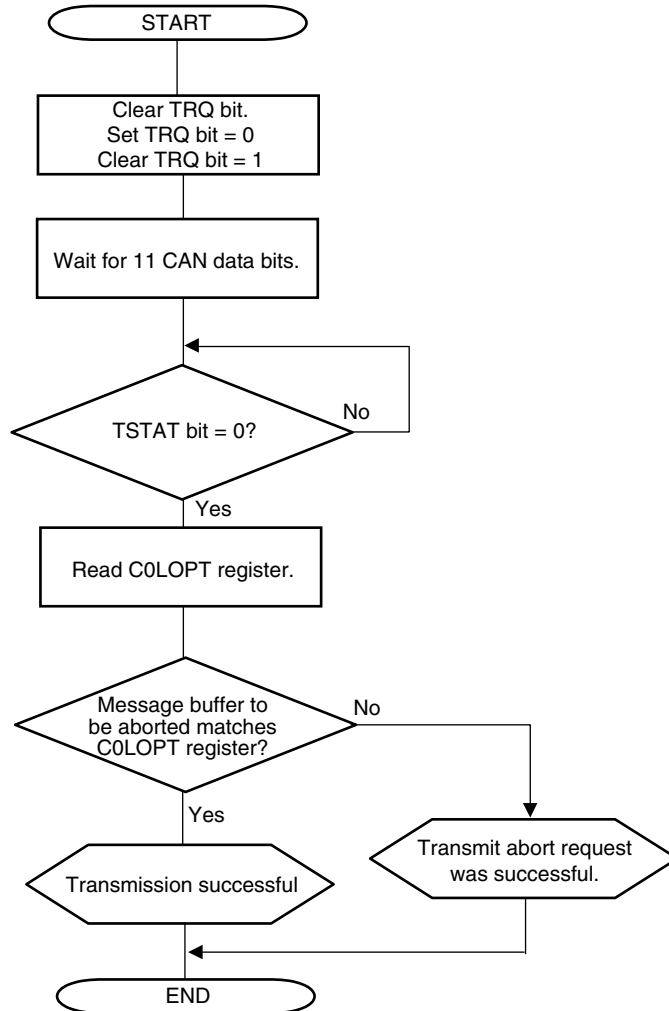 START
Clear TRQ bit.
Set TRQ bit = 0
Clear TRQ bit = 1
Wait for 11 CAN data bits.
TSTAT bit = 0?
No
Yes
Read C0LOPT register.
Message buffer to
be aborted matches
C0LOPT register?
No
Yes
Transmission successful
Transmit abort request
was successful.
END